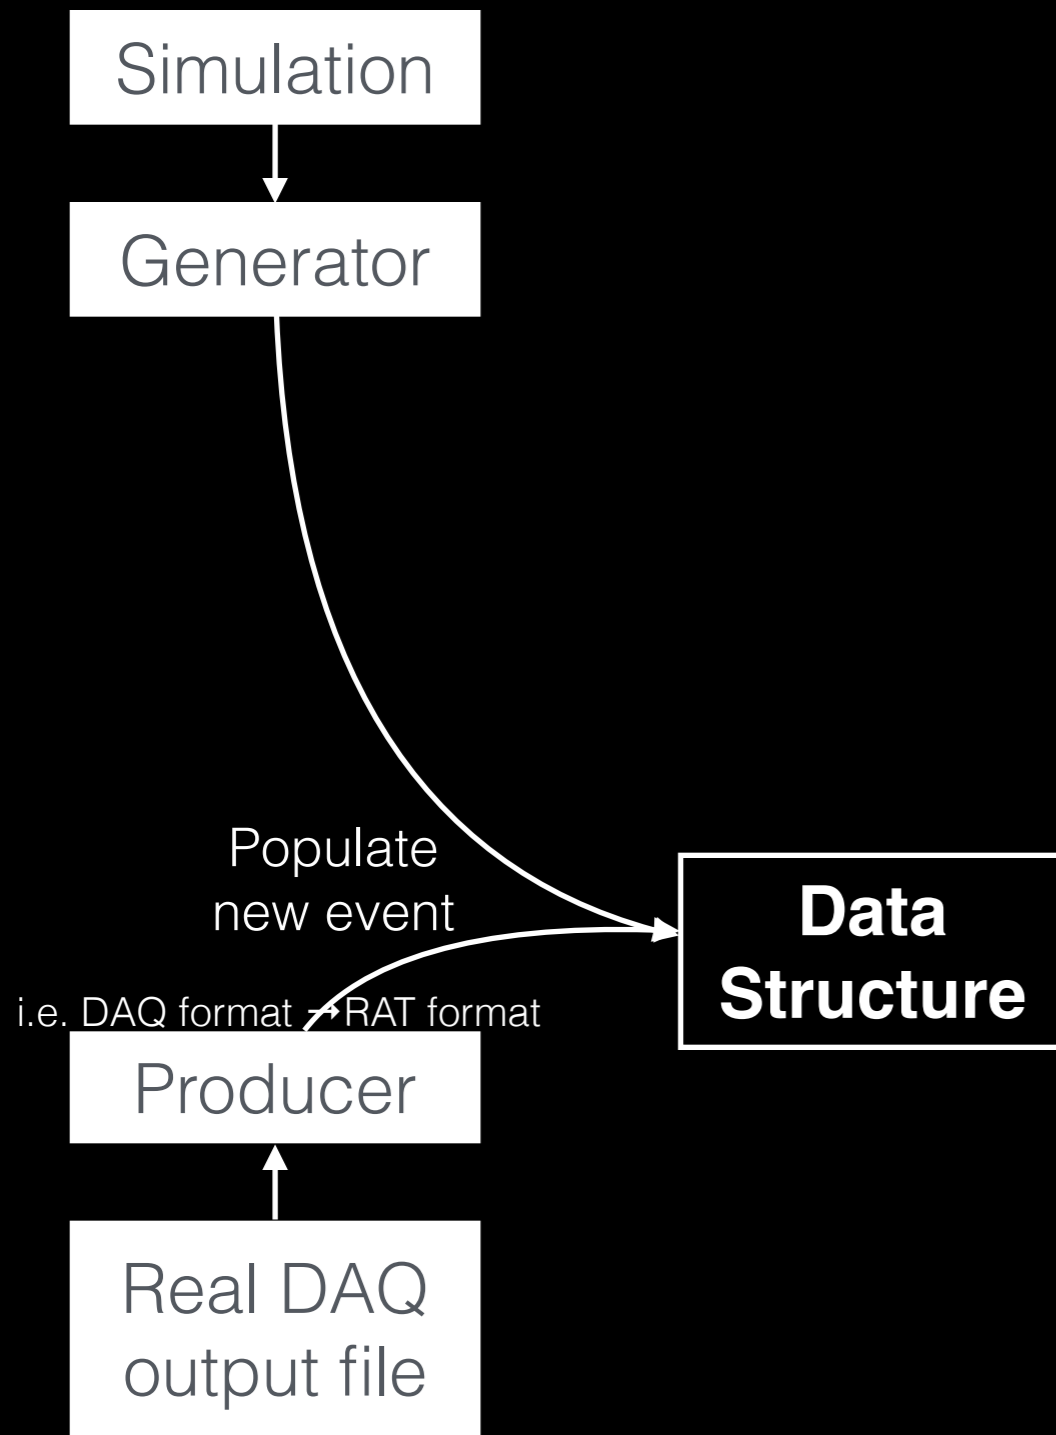 Simulation
Generator
Populate
new event
i.e. DAQ format → RAT format
Producer
Real DAQ
output file
Data
Structure